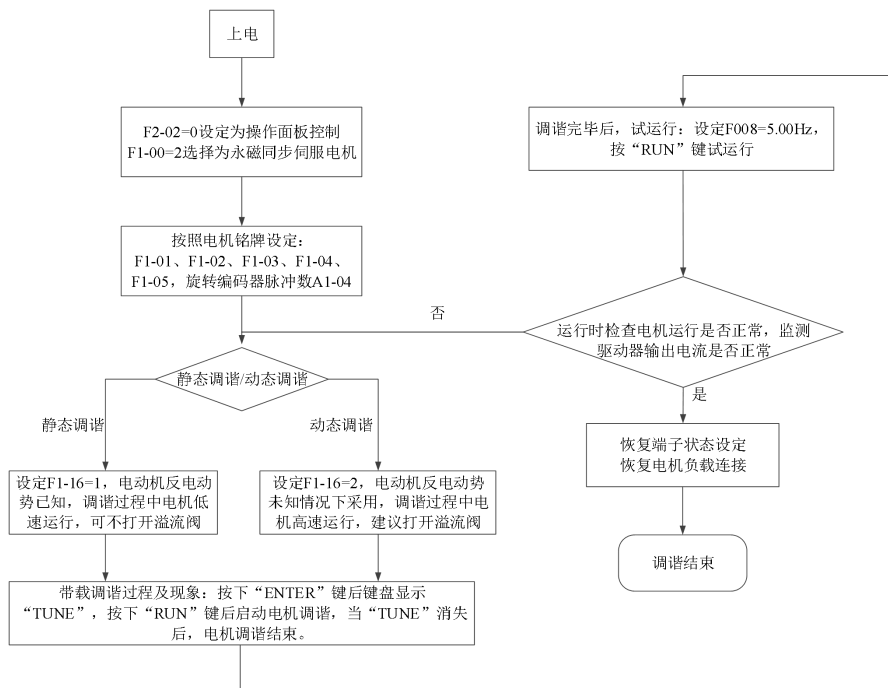 上电
F2-02=0设定为操作面板控制
F1-00=2选择为永磁同步伺服电机
按照电机铭牌设定：
F1-01、F1-02、F1-03、F1-04、
F1-05，旋转编码器脉冲数A1-04
静态调谐/动态调谐
静态调谐
动态调谐
设定F1-16=1，电动机反电动
势已知，调谐过程中电机低
速运行，可不打开溢流阀
设定F1-16=2，电动机反电动势
未知情况下采用，调谐过程中电
机高速运行，建议打开溢流阀
带载调谐过程及现象：按下“ENTER”键后键盘显示
“TUNE”，按下“RUN”键后启动电机调谐，当“TUNE”消失
后，电机调谐结束。
调谐完毕后，试运行：设定F008=5.00Hz，
按“RUN”键试运行
否
运行时检查电机运行是否正常，监测
驱动器输出电流是否正常
是
恢复端子状态设定
恢复电机负载连接
调谐结束